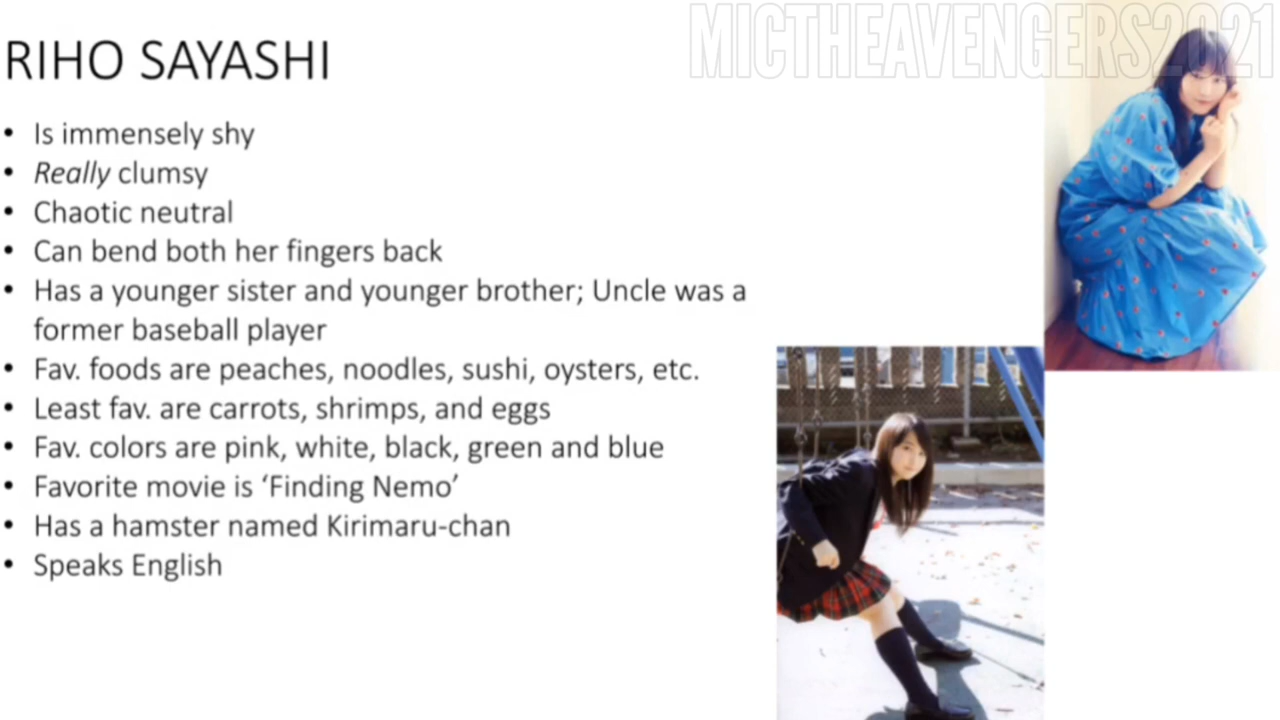 MICTHEAVENGERS2021
RIHO SAYASHI
• Is immensely shy
• Really clumsy
• Chaotic neutral
• Can bend both her fingers back
• Has a younger sister and younger brother; Uncle was a
former baseball player
• Fav. foods are peaches, noodles, sushi, oysters, etc.
• Least fav. are carrots, shrimps, and eggs
• Fav. colors are pink, white, black, green and blue
• Favorite movie is ‘Finding Nemo’
• Has a hamster named Kirimaru-chan
• Speaks English